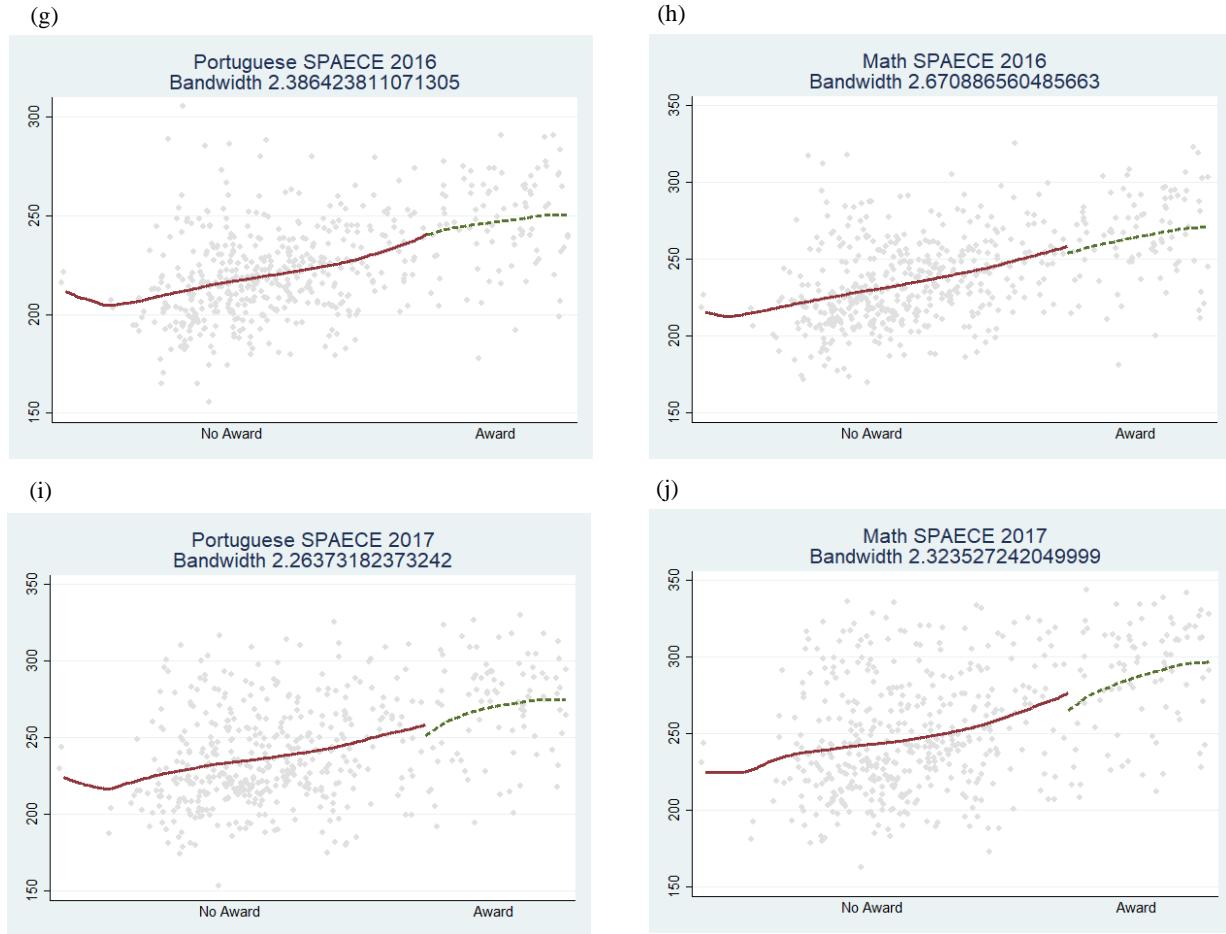 (g)
Portuguese SPAECE 2016
Bandwidth 2.386423811071305
300
250
200
150
No Award Award
(h)
Math SPAECE 2016
Bandwidth 2.670886560485663
350
300
250
200
150
No Award Award
(i)
Portuguese SPAECE 2017
Bandwidth 2.26373182373242
350
300
250
200
150
No Award Award
(j)
Math SPAECE 2017
Bandwidth 2.323527242049999
350
300
250
200
150
No Award Award